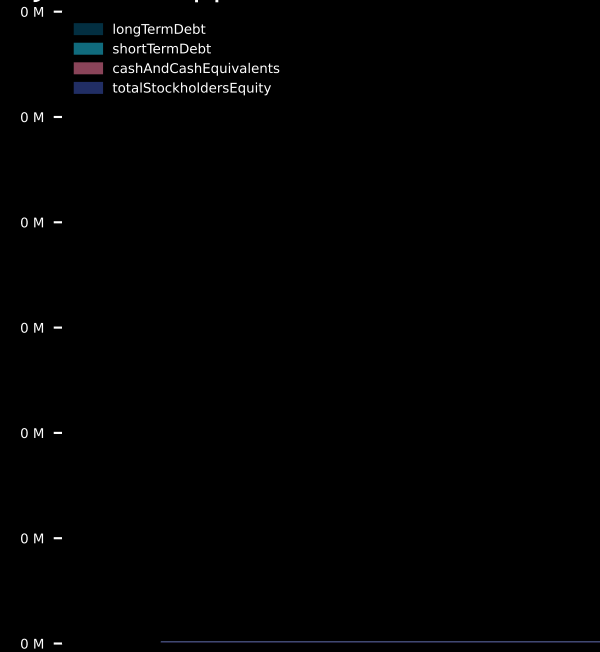 0 M
longTermDebt
shortTermDebt
cashAndCashEquivalents
totalStockholdersEquity
0 M
0 M
0 M
0 M
0 M
0 M